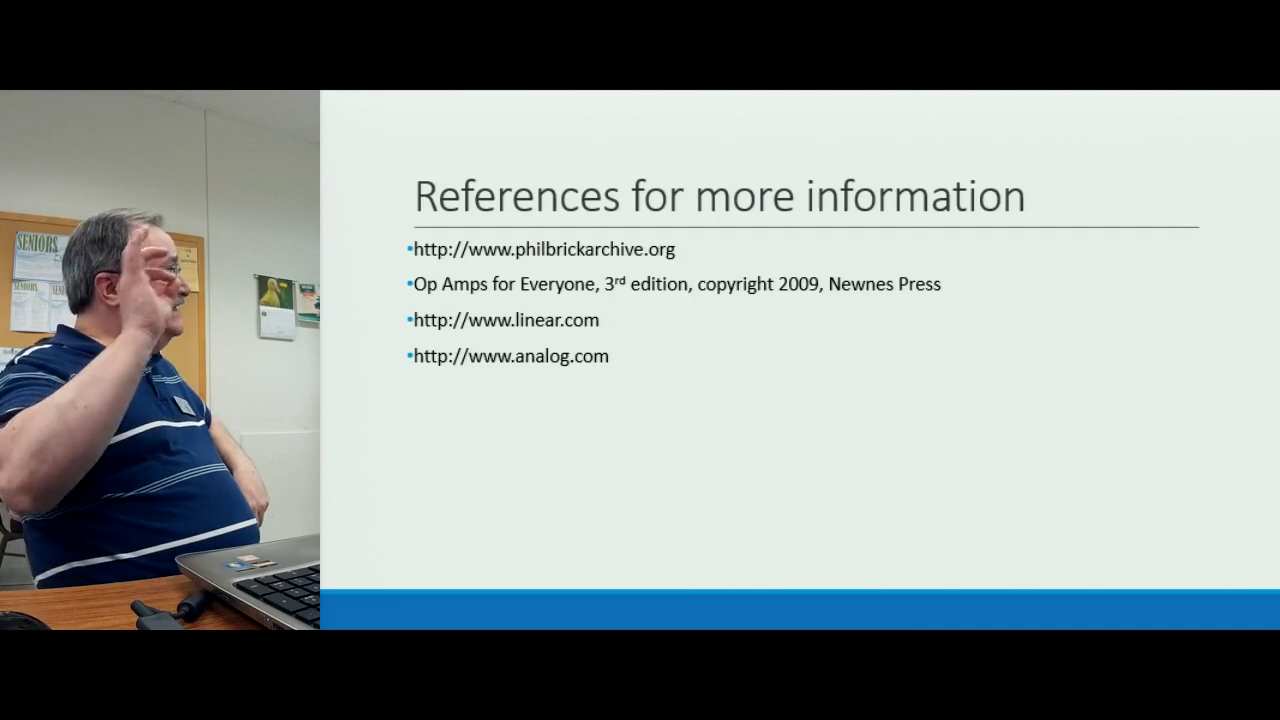 SENIORS
SENIORS
References for more information
•http://www.philbrickarchive.org
•Op Amps for Everyone, 3rd edition, copyright 2009, Newnes Press
•http://www.linear.com
•http://www.analog.com